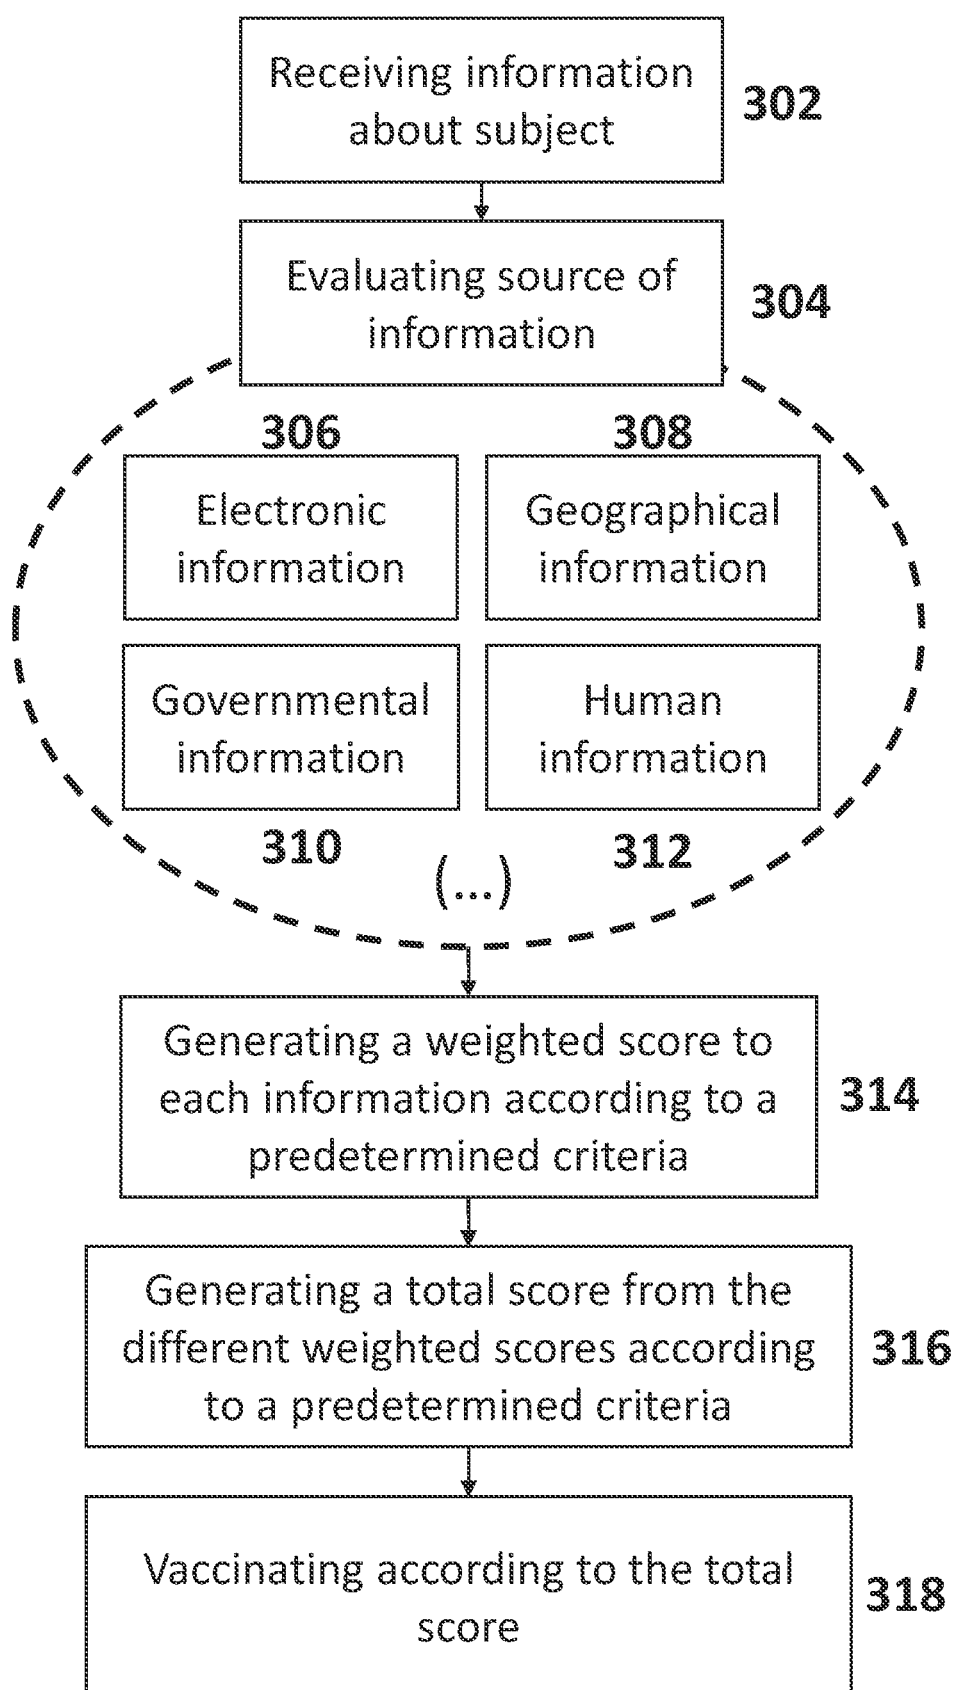 Receiving information
about subject
302
Evaluating source of
information
304
306
308
Electronic
information
Geographical
information
Governmental
information
Human
information
310
312
(...)
Generating a weighted score to
each information according to a
predetermined criteria
314
Generating a total score from the
different weighted scores according
to a predetermined criteria
316
Vaccinating according to the total
score
318